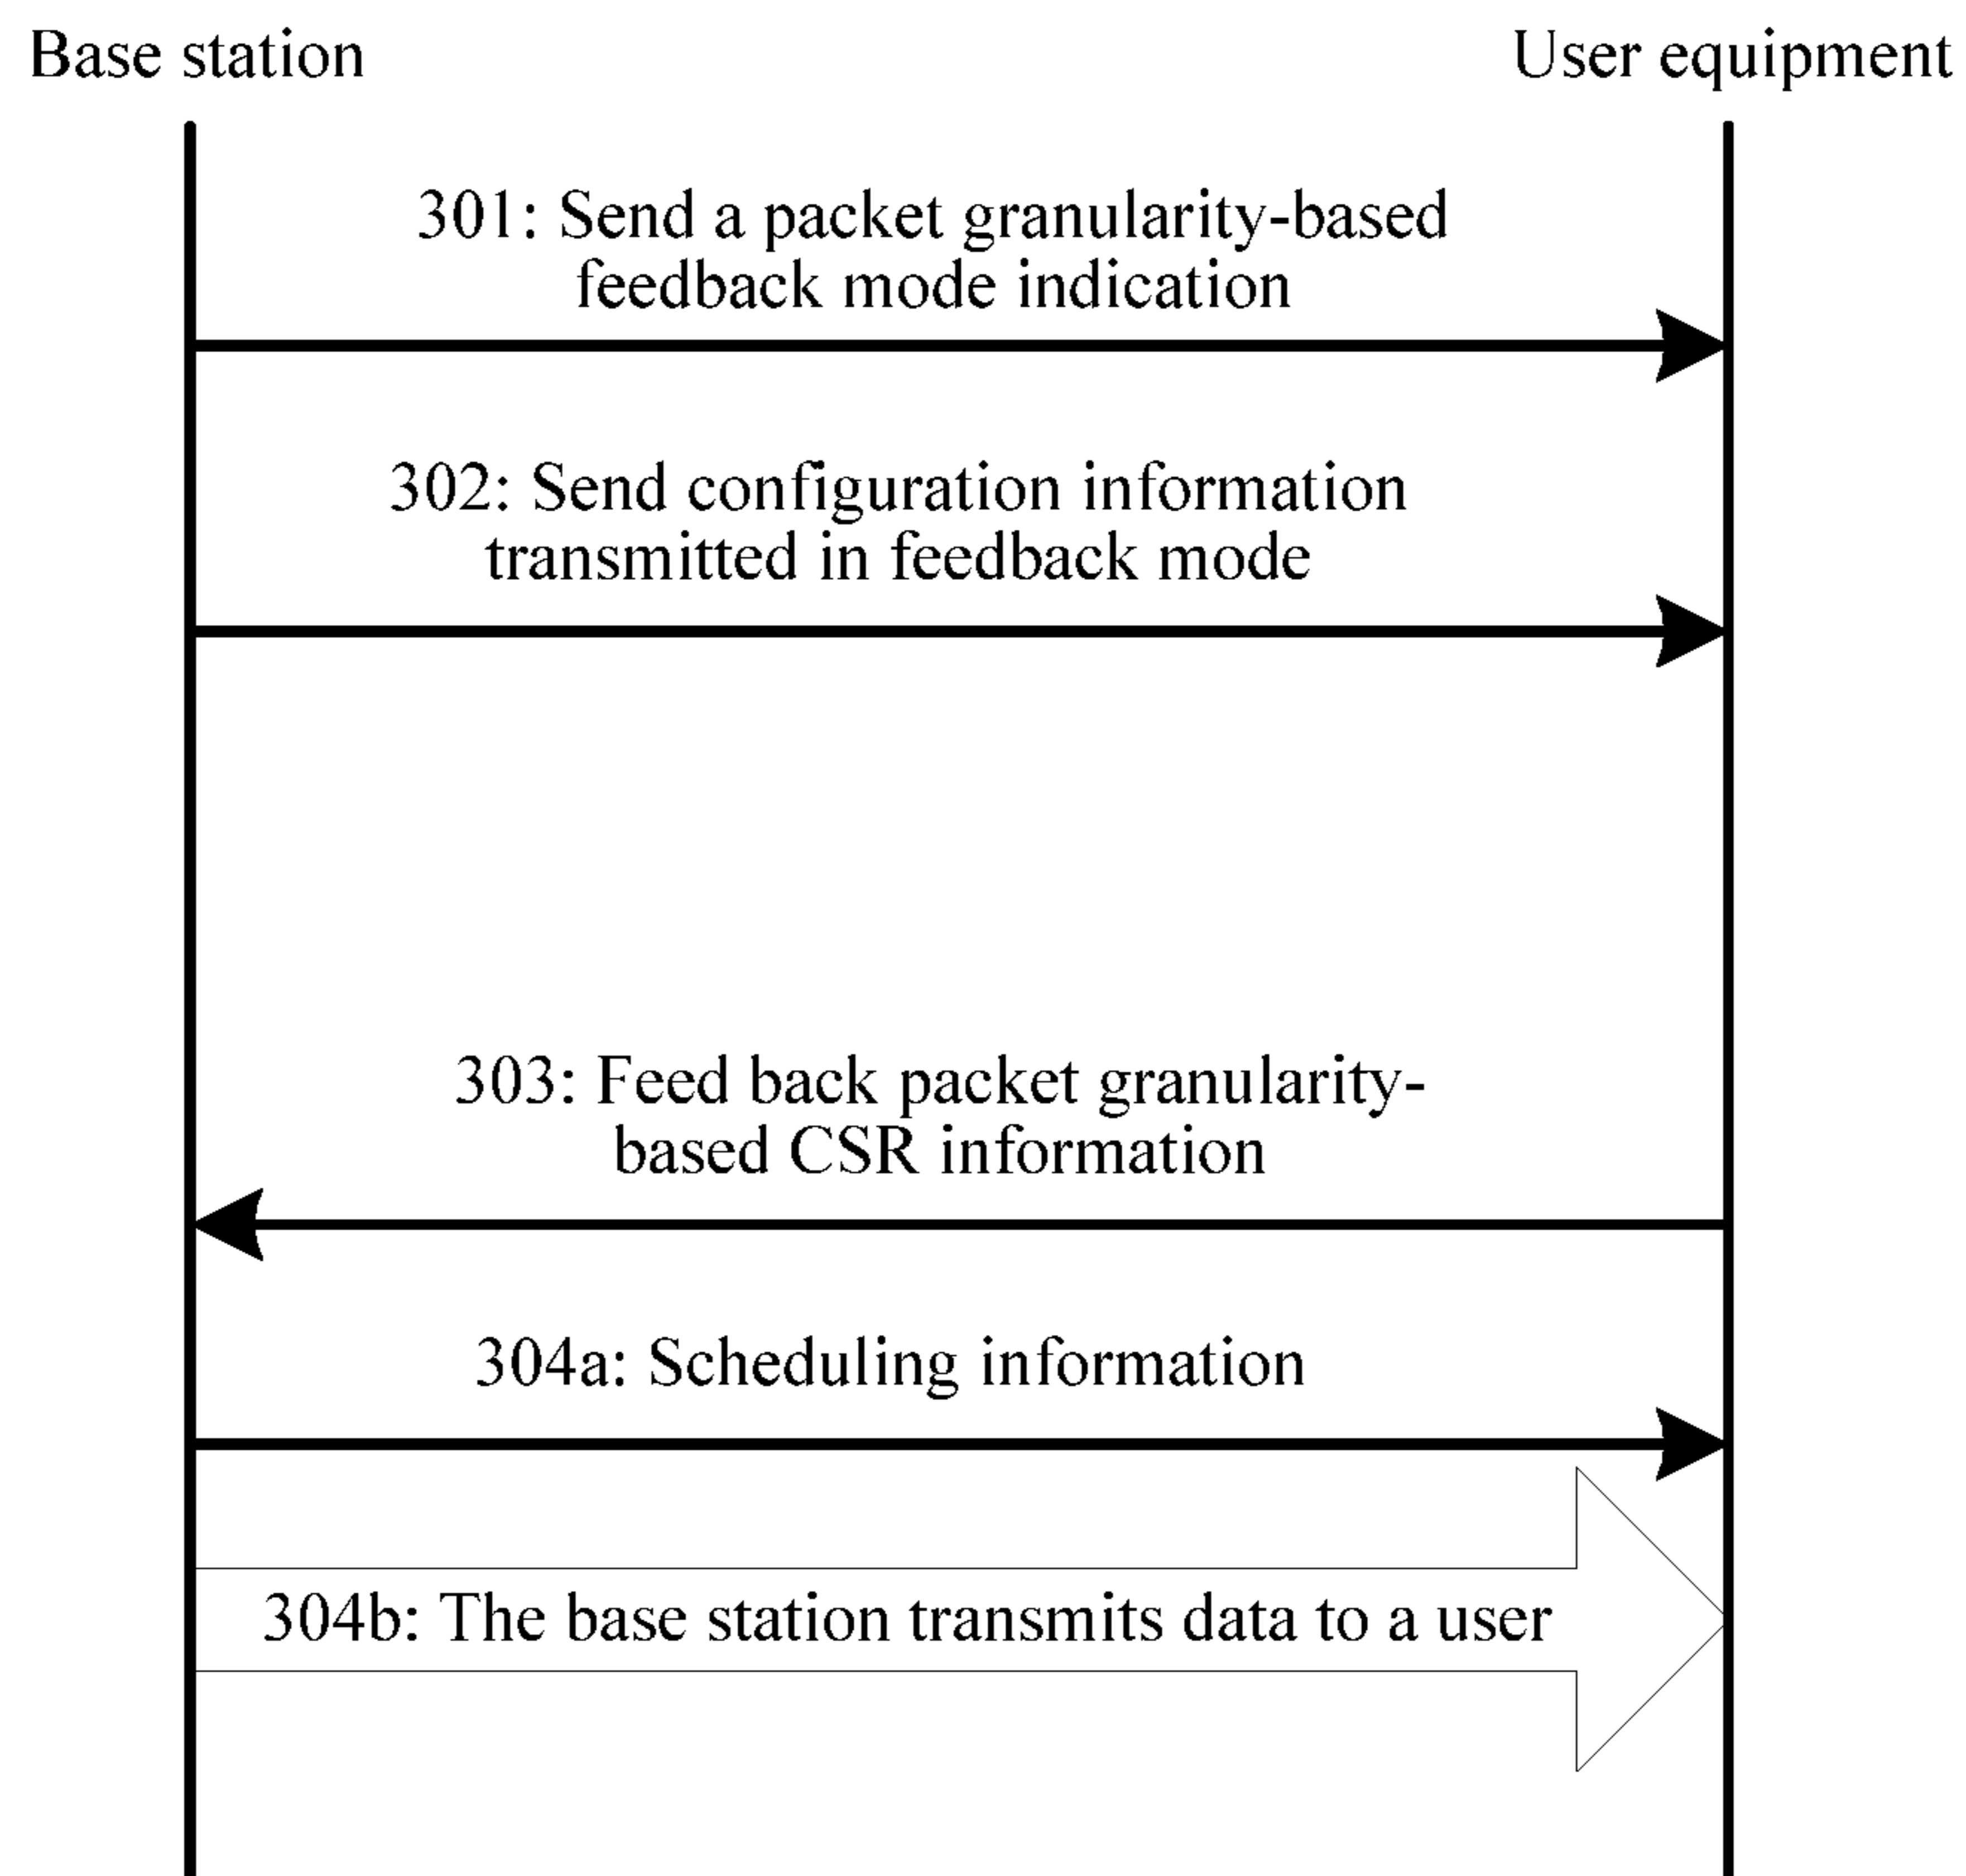 Base station
User equipment
301: Send a packet granularity-based
feedback mode indication
302: Send configuration information
transmitted in feedback mode
303: Feed back packet granularity-
based CSR information
304a: Scheduling information
304b: The base station transmits data to a user